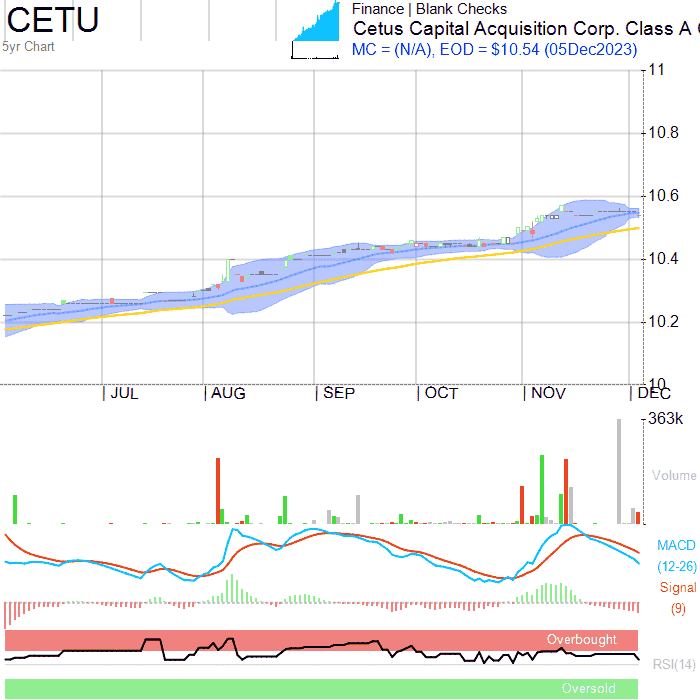 CETU
5yr Chart
Finance | Blank Checks
Cetus Capital Acquisition Corp. Class A
MC = (N/A), EOD = $10.54 (05Dec2023)
11
10.8
10.6
10.4
10.2
10
JUL AUG SEP OCT NOV DEC
363k
Volume
MACD
(12-26)
Signal
(9)
Overbought
RSI(14)
Oversold